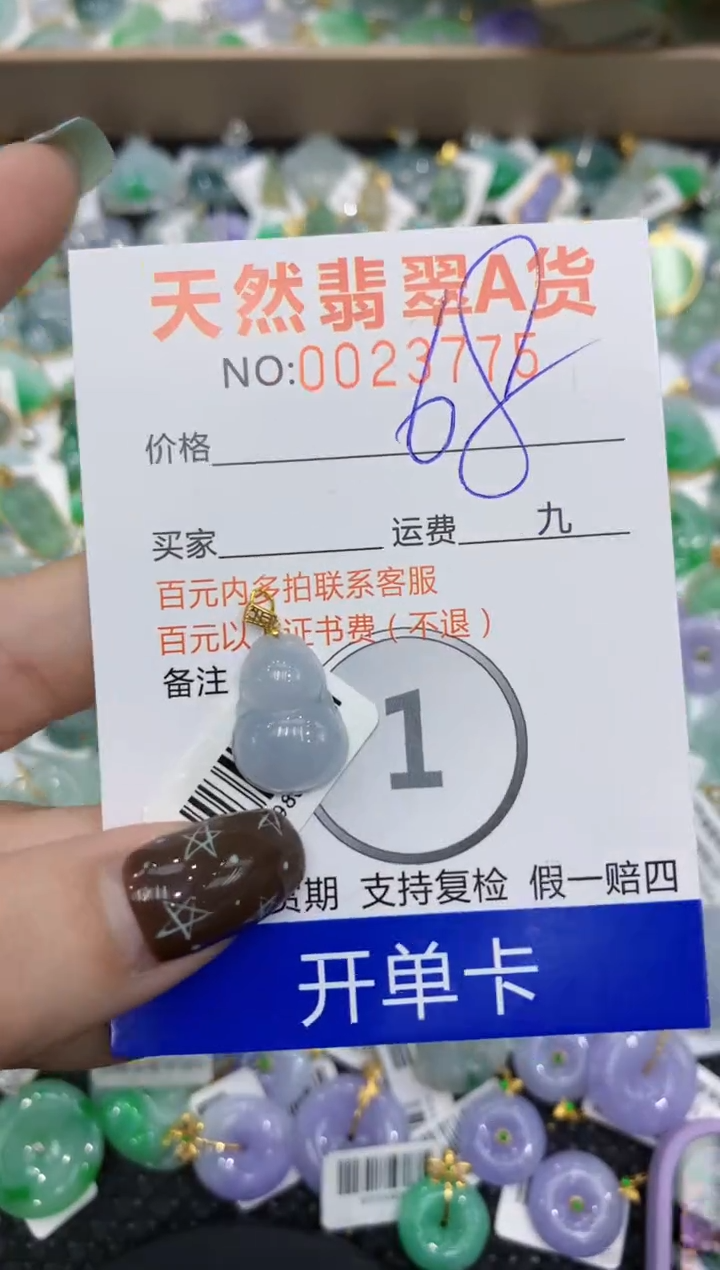 天然翡翠A货
NO:0023775
68
价格
买家 运费 九
百元内多拍联系客服
百元以 证书费（不退）
备注
1
货期 支持复检 假一赔四
开单卡